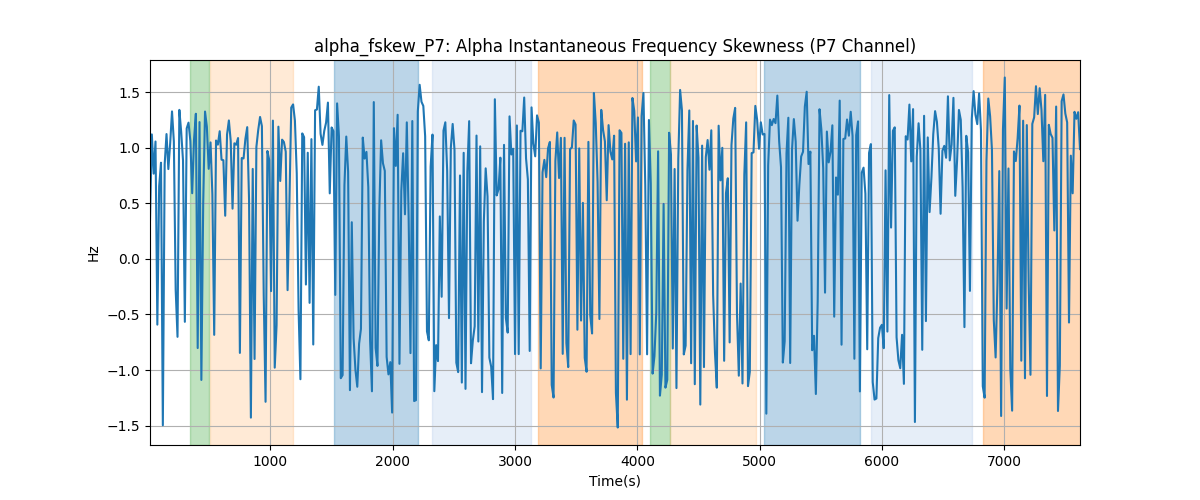 alpha_fskew_P7: Alpha Instantaneous Frequency Skewness (P7 Channel)
1.5
1.0
0.5
0.0
−0.5
−1.0
−1.5
Hz
1000 2000 3000 4000 5000 6000 7000
Time(s)